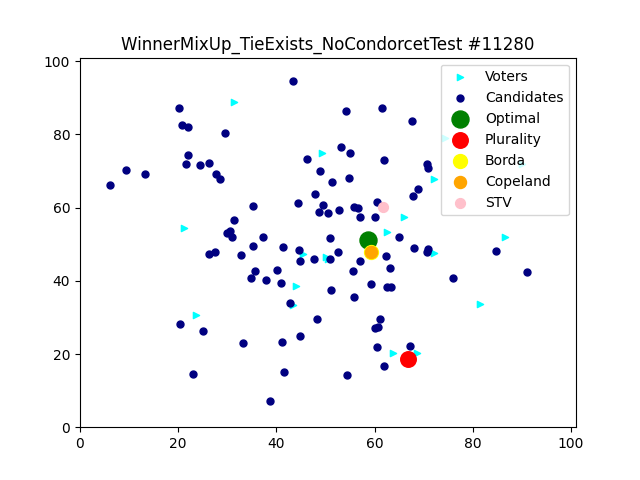 WinnerMixUp_TieExists_NoCondorcetTest #11280
100
80
60
40
20
0
0 20 40 60 80 100
Voters
Candidates
Optimal
Plurality
Borda
Copeland
STV